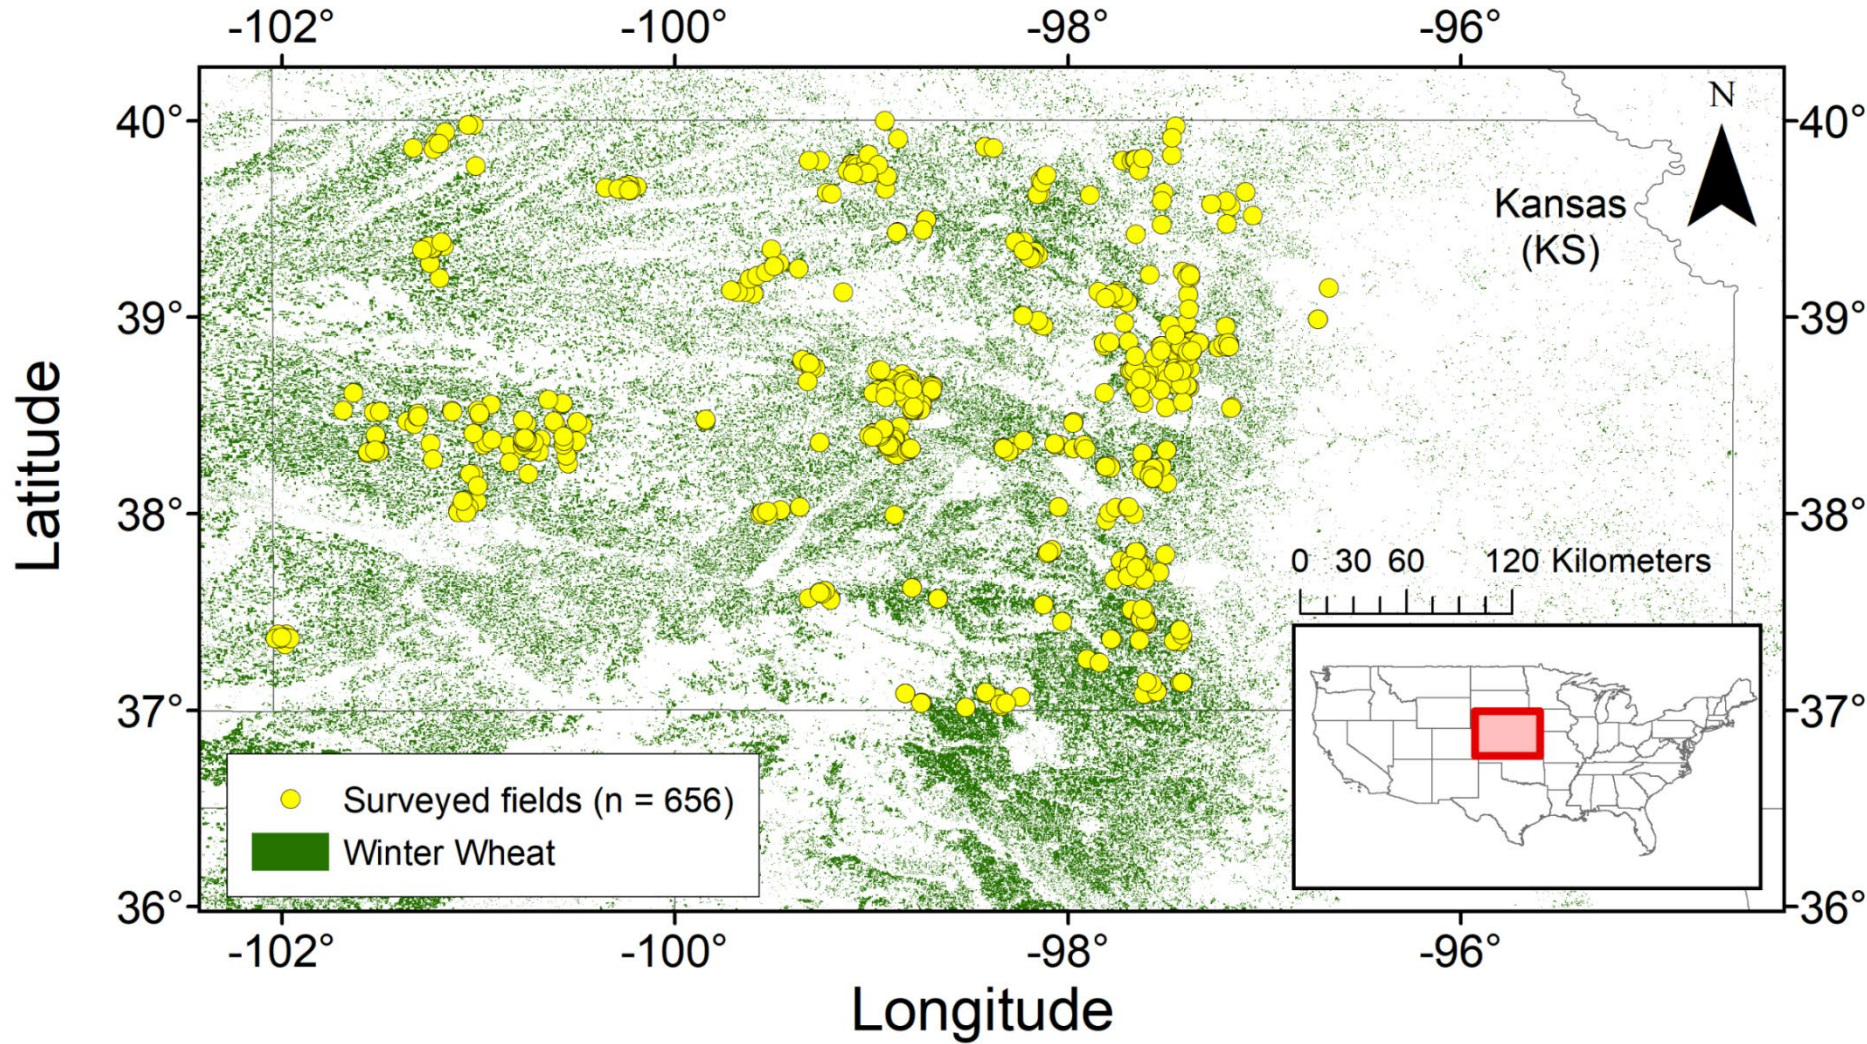 -102° -100° -98° -96°
N
40° 40°
Kansas
(KS)
39° 39°
Latitude
38° 38°
0 30 60 120 Kilometers
37° 37°
Surveyed fields (n = 656)
Winter Wheat
36° 36°
-102° -100° -98° -96°
Longitude